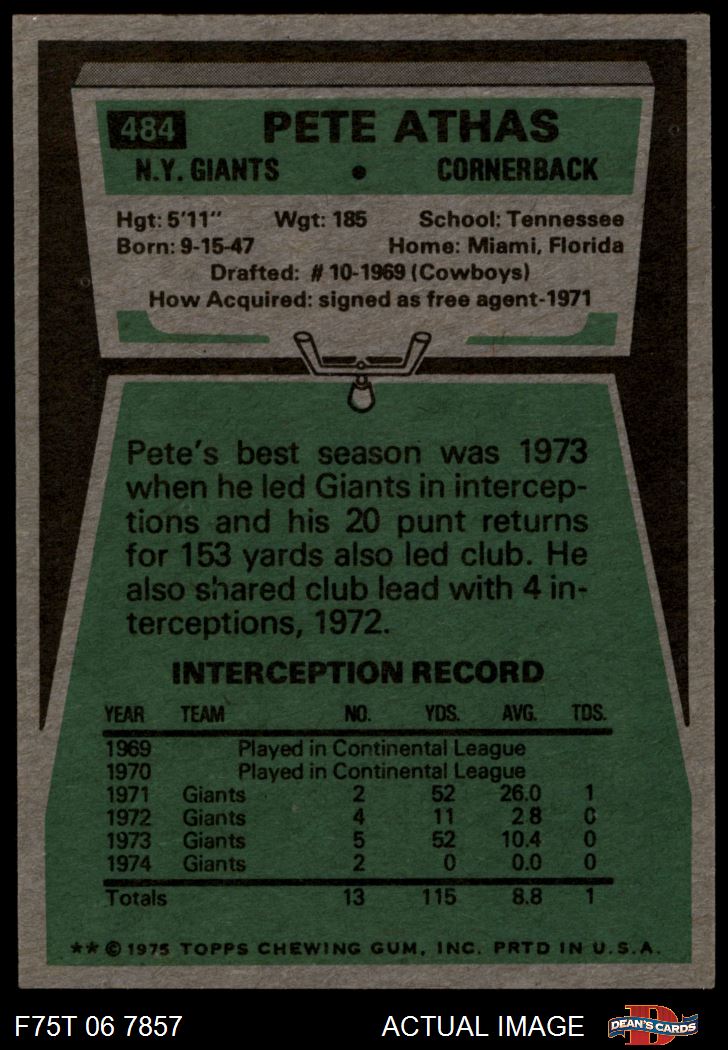 484 PETE ATHAS
N.Y. GIANTS • CORNERBACK
Hgt: 5'11" Wgt: 185 School: Tennessee
Born: 9-15-47 Home: Miami, Florida
Drafted: #10-1969 (Cowboys)
How Acquired: signed as free agent-1971
Pete's best season was 1973
when he led Giants in intercep-
tions and his 20 punt returns
for 153 yards also led club. He
also shared club lead with 4 in-
terceptions, 1972.
INTERCEPTION RECORD
YEAR TEAM NO. YDS. AVG. TDS.
1969 Played in Continental League
1970 Played in Continental League
1971 Giants 2 52 26.0 1
1972 Giants 4 11 2.8 0
1973 Giants 5 52 10.4 0
1974 Giants 2 0 0.0 0
Totals 13 115 8.8 1
**© 1975 TOPPS CHEWING GUM, INC. PRTD IN U.S.A.
F75T 06 7857 ACTUAL IMAGE D DEAN'S CARDS